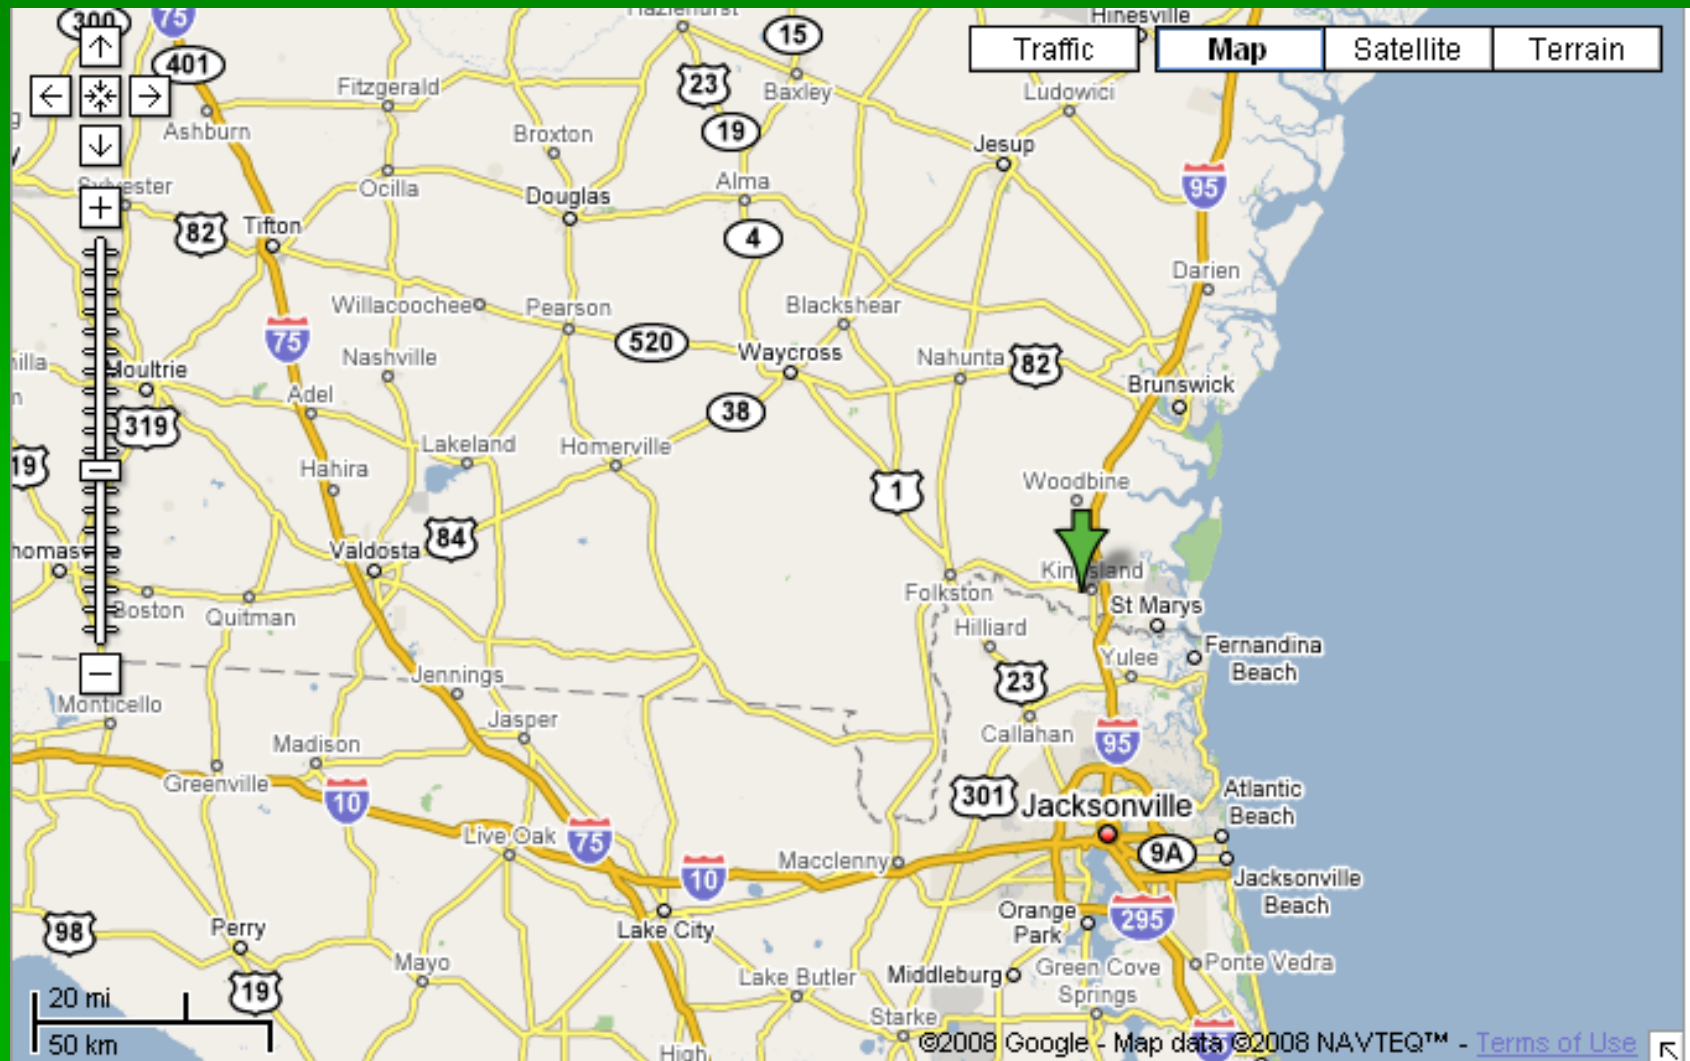 300
75
Hazlehurst
15
Hinesville
Traffic
Map
Satellite
Terrain
401
Fitzgerald
23
Baxley
Ludowici
Ashburn
Broxton
19
Jesup
Sylvester
Ocilla
Douglas
Alma
95
82
Tifton
4
Darien
Willacoochee
Pearson
Blackshear
75
Nashville
520
Waycross
Nahunta
82
Moultrie
Adel
Brunswick
38
319
Lakeland
Homerville
19
Hahira
Woodbine
1
84
Valdosta
Kingsland
Folkston
St Marys
Boston
Quitman
Hilliard
Fernandina
Beach
Yulee
Jennings
23
Monticello
Jasper
Callahan
95
Madison
Greenville
10
301
Jacksonville
Atlantic
Beach
Live Oak
75
Macclenny
9A
10
Jacksonville
Beach
Orange
Park
295
98
Perry
Lake City
Mayo
Lake Butler
Middleburg
Green Cove
Springs
Ponte Vedra
19
20 mi
Starke
50 km
High
©2008 Google - Map data ©2008 NAVTEQ™ - Terms of Use